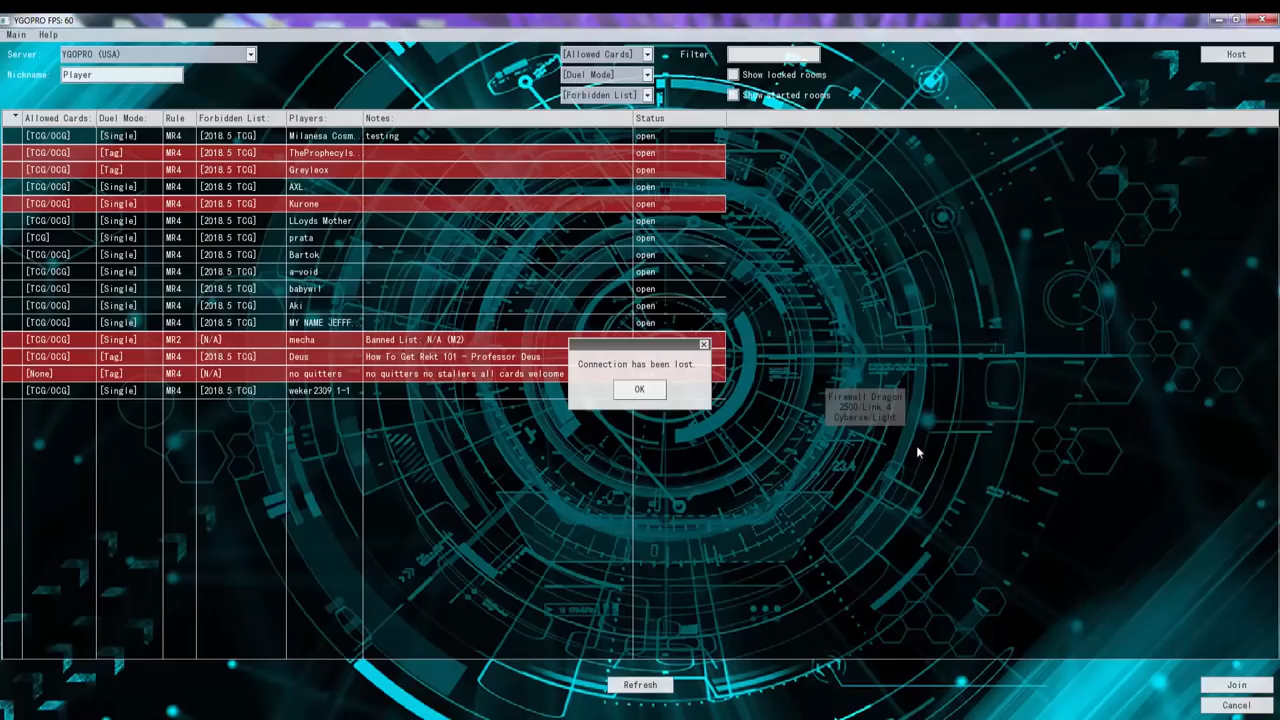 YGOPRO FPS: 60
Main Help
Server: YGOPRO (USA) [Allowed Cards] Filter: Host
Nickname: Player [Duel Mode] Show locked rooms
[Forbidden List] Show started rooms
Allowed Cards: Duel Mode: Rule Forbidden List: Players: Notes: Status
[TCG/OCG] [Single] MR4 [2018.5 TCG] Milanesa Cosm.. testing open
[TCG/OCG] [Tag] MR4 [2018.5 TCG] TheProphecyIs.. open
[TCG/OCG] [Tag] MR4 [2018.5 TCG] Greyleox open
[TCG/OCG] [Single] MR4 [2018.5 TCG] AXL open
[TCG/OCG] [Single] MR4 [2018.5 TCG] Kurone open
[TCG/OCG] [Single] MR4 [2018.5 TCG] LLoyds Mother open
[TCG] [Single] MR4 [2018.5 TCG] prata open
[TCG/OCG] [Single] MR4 [2018.5 TCG] Bartok open
[TCG/OCG] [Single] MR4 [2018.5 TCG] a-void open
[TCG/OCG] [Single] MR4 [2018.5 TCG] babywil open
[TCG/OCG] [Single] MR4 [2018.5 TCG] Aki open
[TCG/OCG] [Single] MR4 [2018.5 TCG] MY NAME JEFFF.. open
[TCG/OCG] [Single] MR2 [N/A] mecha Banned List: N/A (M2)
[TCG/OCG] [Tag] MR4 [2018.5 TCG] Deus How To Get Rekt 101 - Professor Deus
[None] [Tag] MR4 [N/A] no quitters no quitters no stallers all cards welcome
[TCG/OCG] [Single] MR4 [2018.5 TCG] weker2309 1-1
Connection has been lost.
OK
Firewall Dragon
2500/Link 4
Cyberse/Light
Refresh Join
Cancel